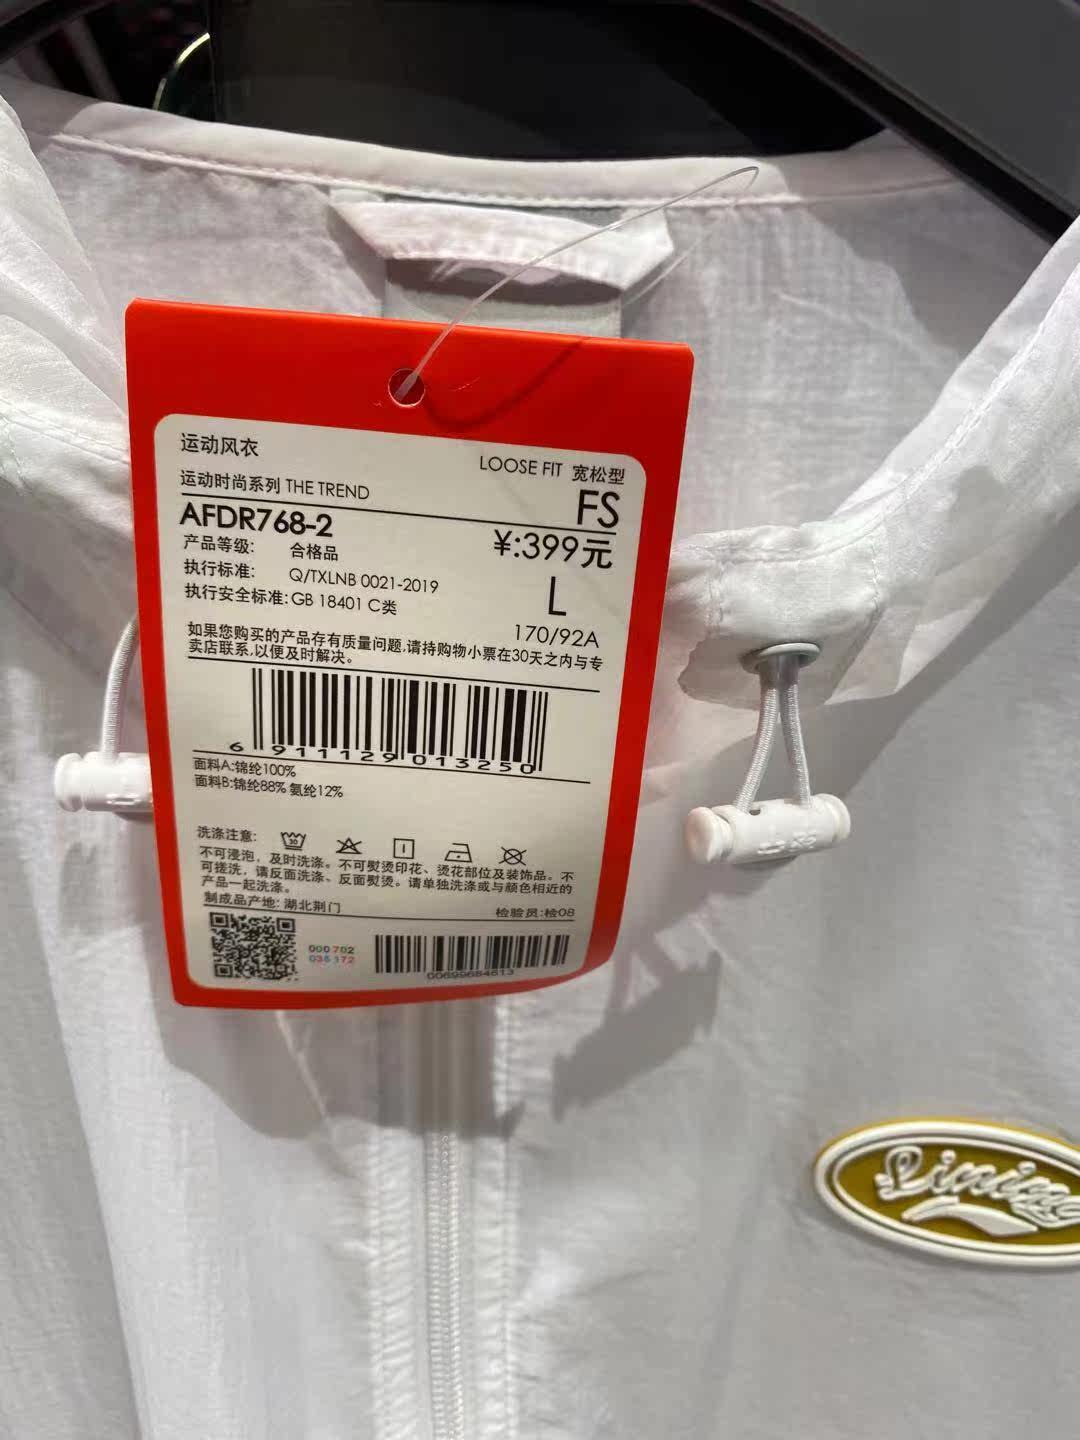 运动风衣
LOOSE FIT 宽松型
运动时尚系列 THE TREND
FS
AFDR768-2
¥:399元
产品等级: 合格品
执行标准: Q/TXLNB 0021-2019
L
执行安全标准: GB 18401 C类
170/92A
如果您购买的产品存有质量问题,请持购物小票在30天之内与专
卖店联系,以便及时解决。
6 911129 013250
面料A:锦纶100%
面料B:锦纶88% 氨纶12%
洗涤注意:
30
不可浸泡，及时洗涤。不可熨烫印花、烫花部位及装饰品。不
可搓洗，请反面洗涤、反面熨烫。请单独洗涤或与颜色相近的
产品一起洗涤。
制成品产地: 湖北荆门
检验员:检08
000 702
035 172
00699684613
Lining